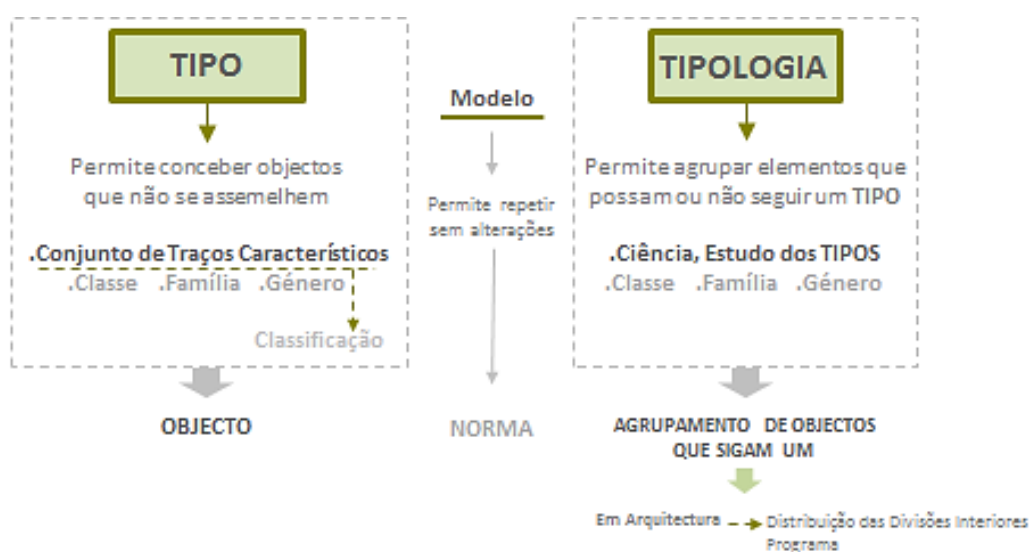 TIPO
Permite conceber objectos
que não se assemelhem
.Conjunto de Traços Característicos
.Classe .Família .Género
Classificação
OBJECTO
Modelo
Permite repetir
sem alterações
NORMA
TIPOLOGIA
Permite agrupar elementos que
possam ou não seguir um TIPO
.Ciência, Estudo dos TIPOS
.Classe .Família .Género
AGRUPAMENTO DE OBJECTOS
QUE SIGAM UM
Em Arquitectura
Distribuição das Divisões Interiores
Programa